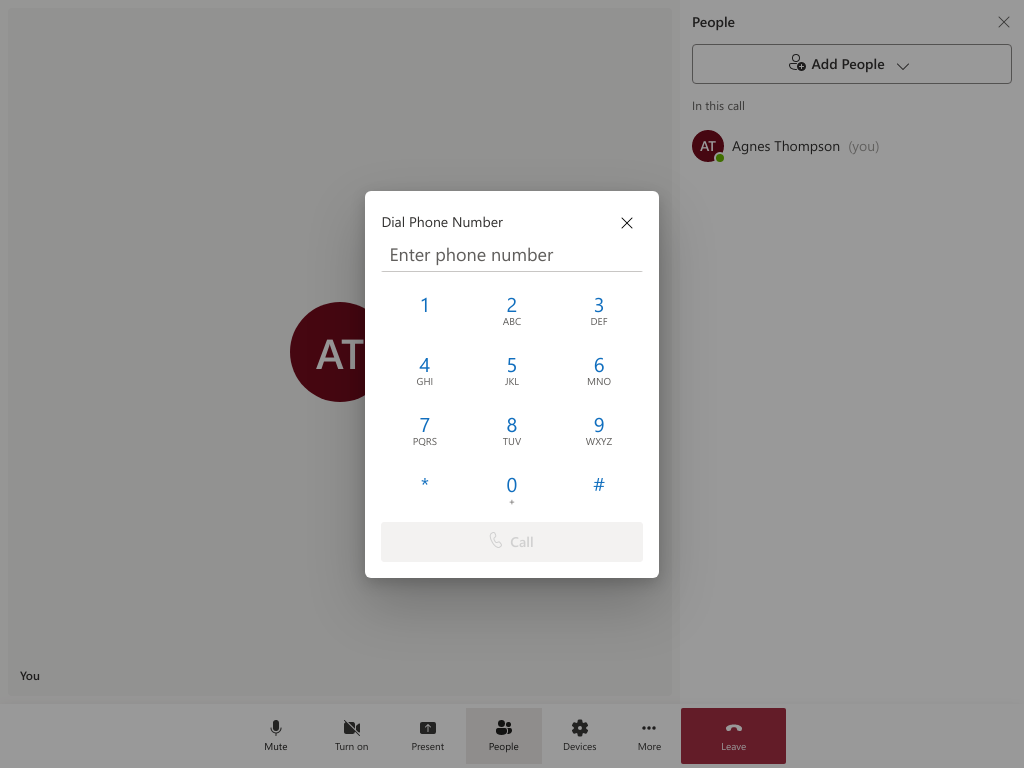 People
Add People
In this call
AT
Agnes Thompson (you)
Dial Phone Number
Enter phone number
1
2
ABC
3
DEF
4
GHI
5
JKL
6
MNO
7
PQRS
8
TUV
9
WXYZ
*
0
+
#
Call
AT
You
Mute
Turn on
Present
People
Devices
More
Leave